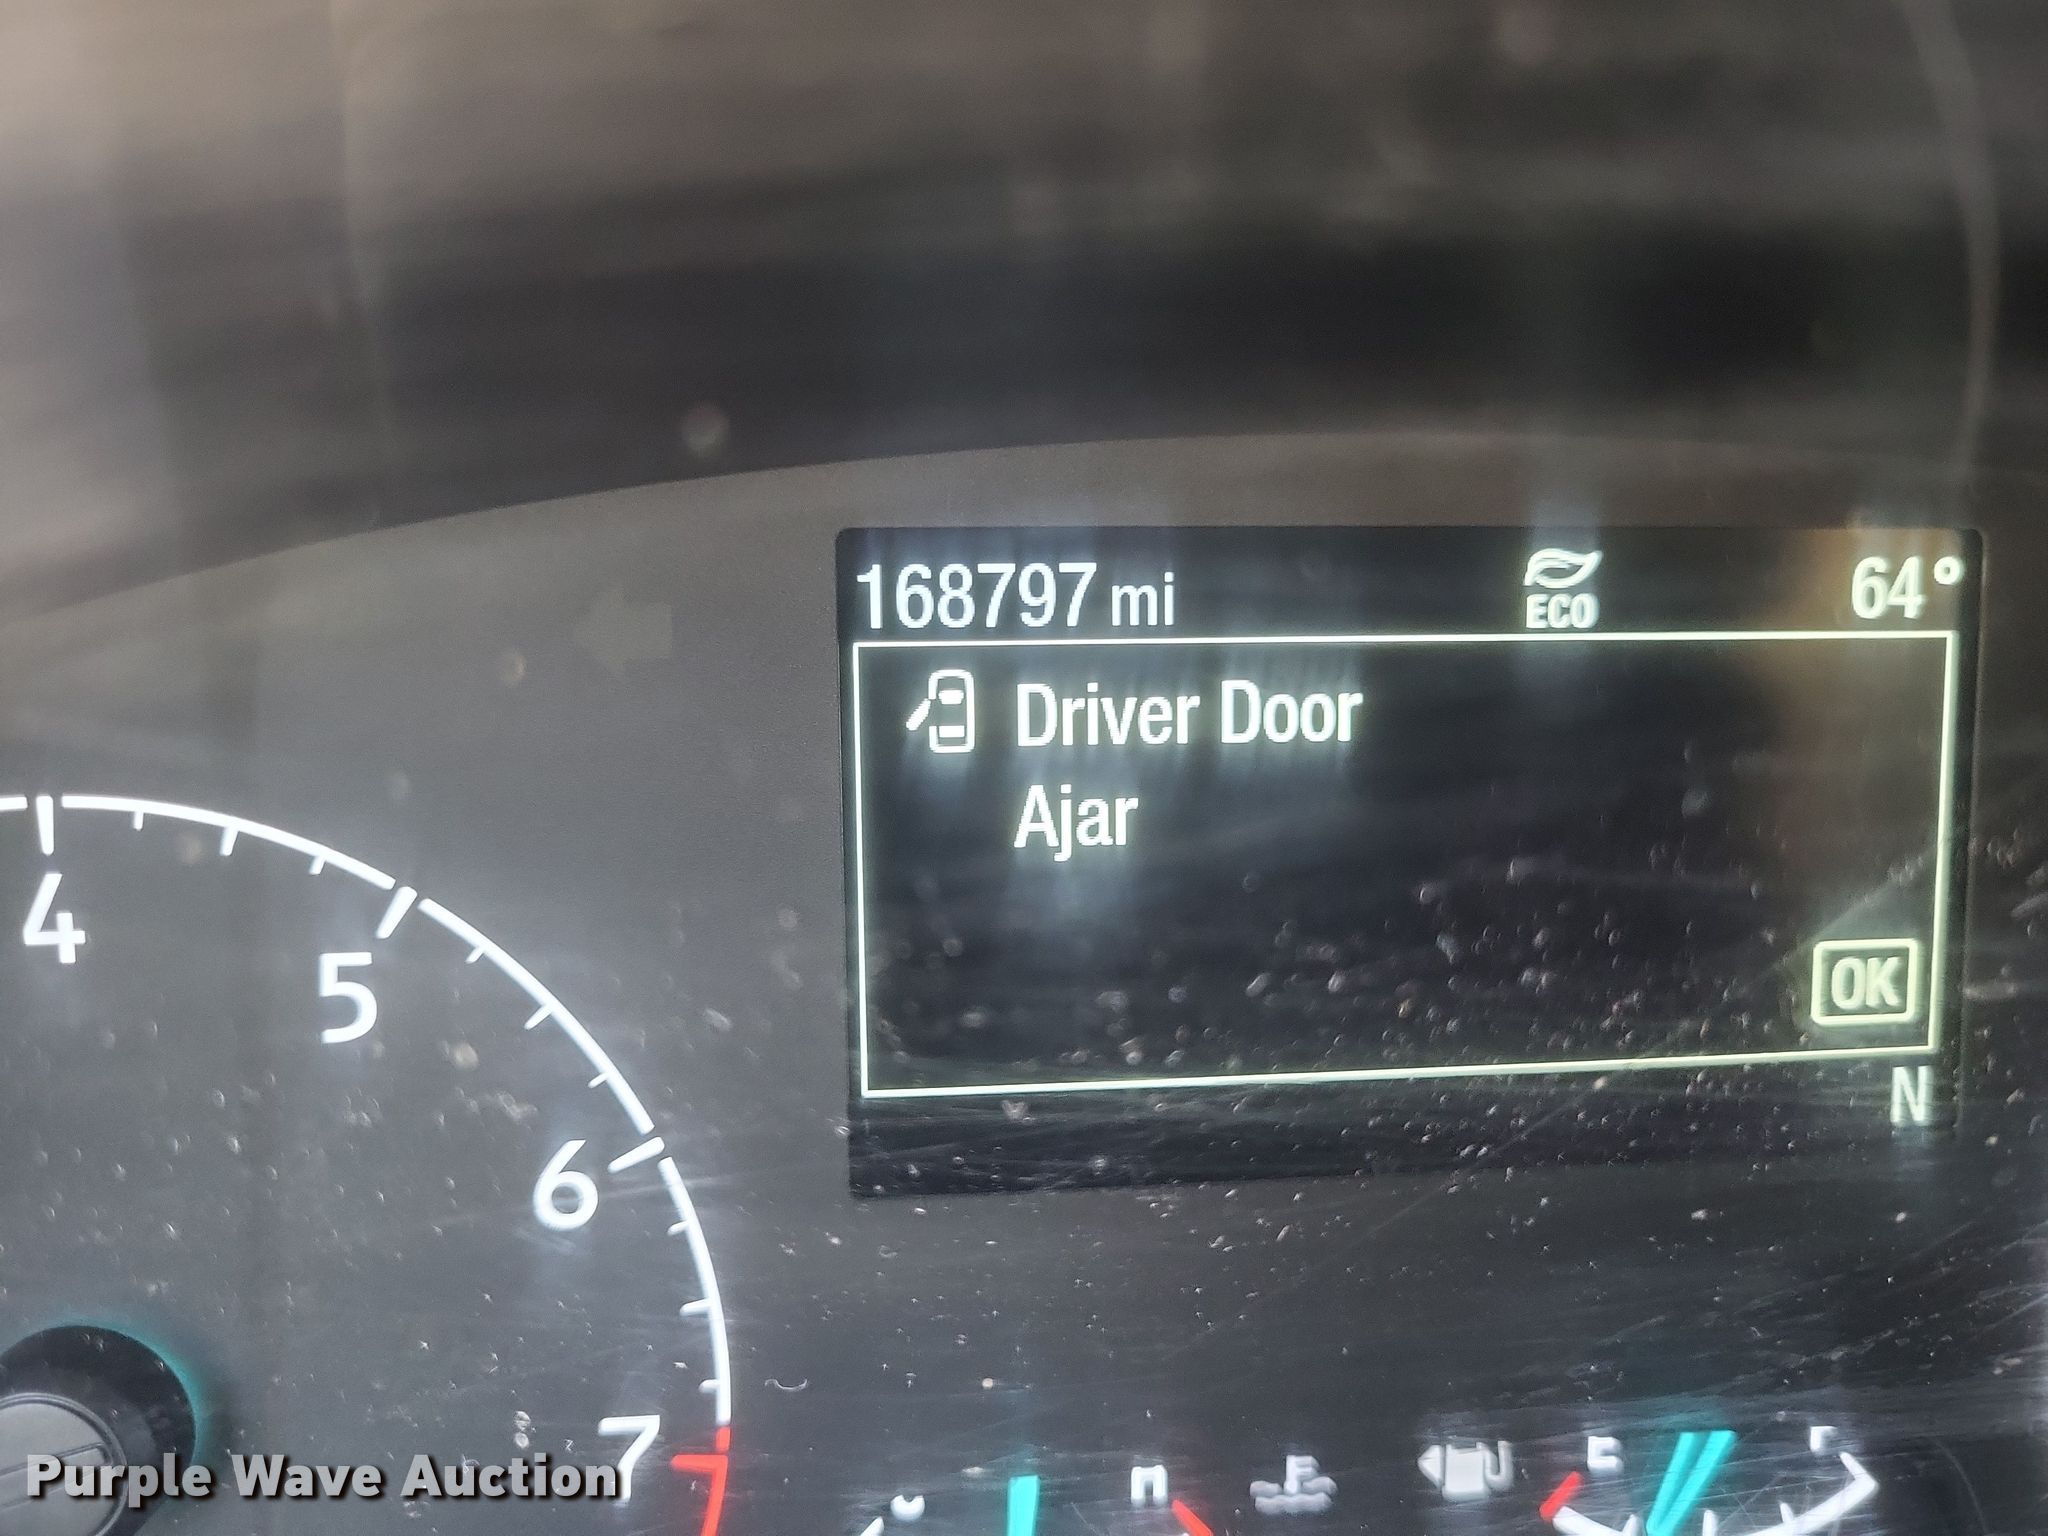 168797 mi ECO 64°
Driver Door
Ajar
OK
N
4
5
6
7
Purple Wave Auction